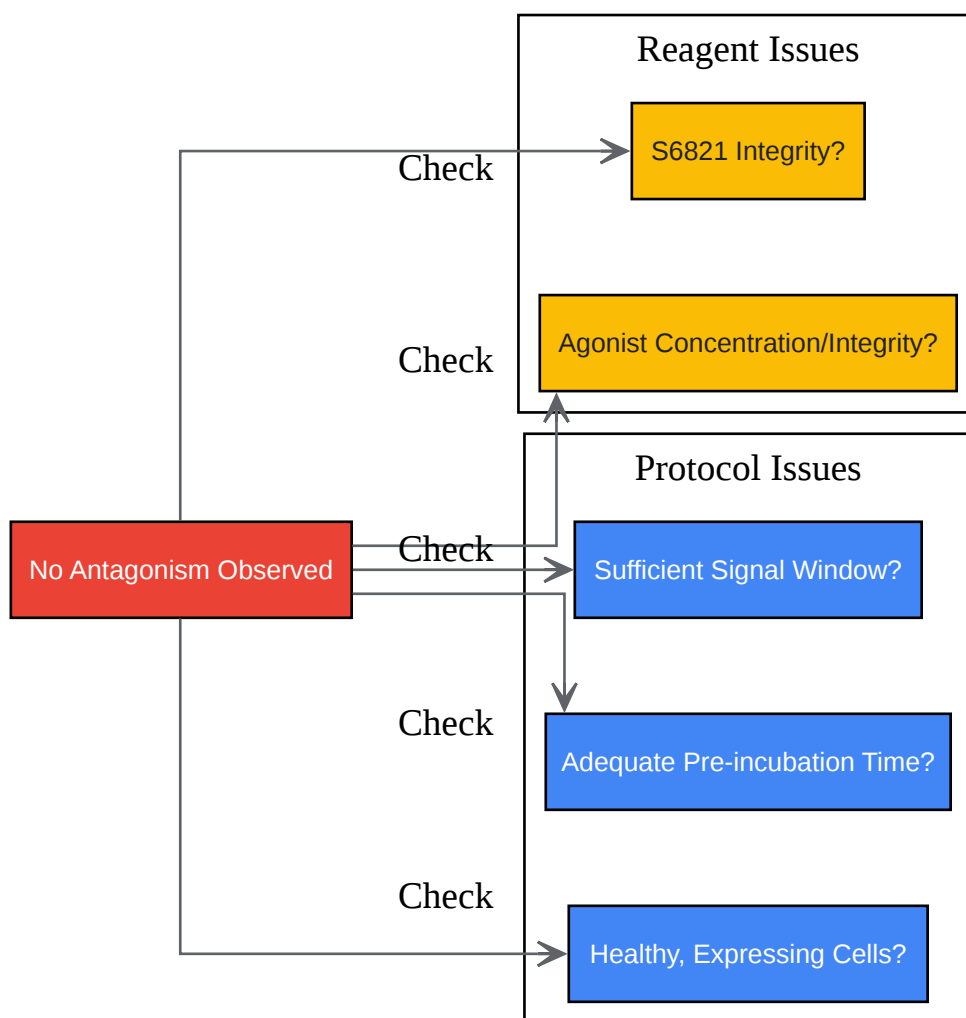 Reagent Issues
S6821 Integrity?
Check
Agonist Concentration/Integrity?
Check
Protocol Issues
No Antagonism Observed
Check
Sufficient Signal Window?
Check
Adequate Pre-incubation Time?
Check
Healthy, Expressing Cells?